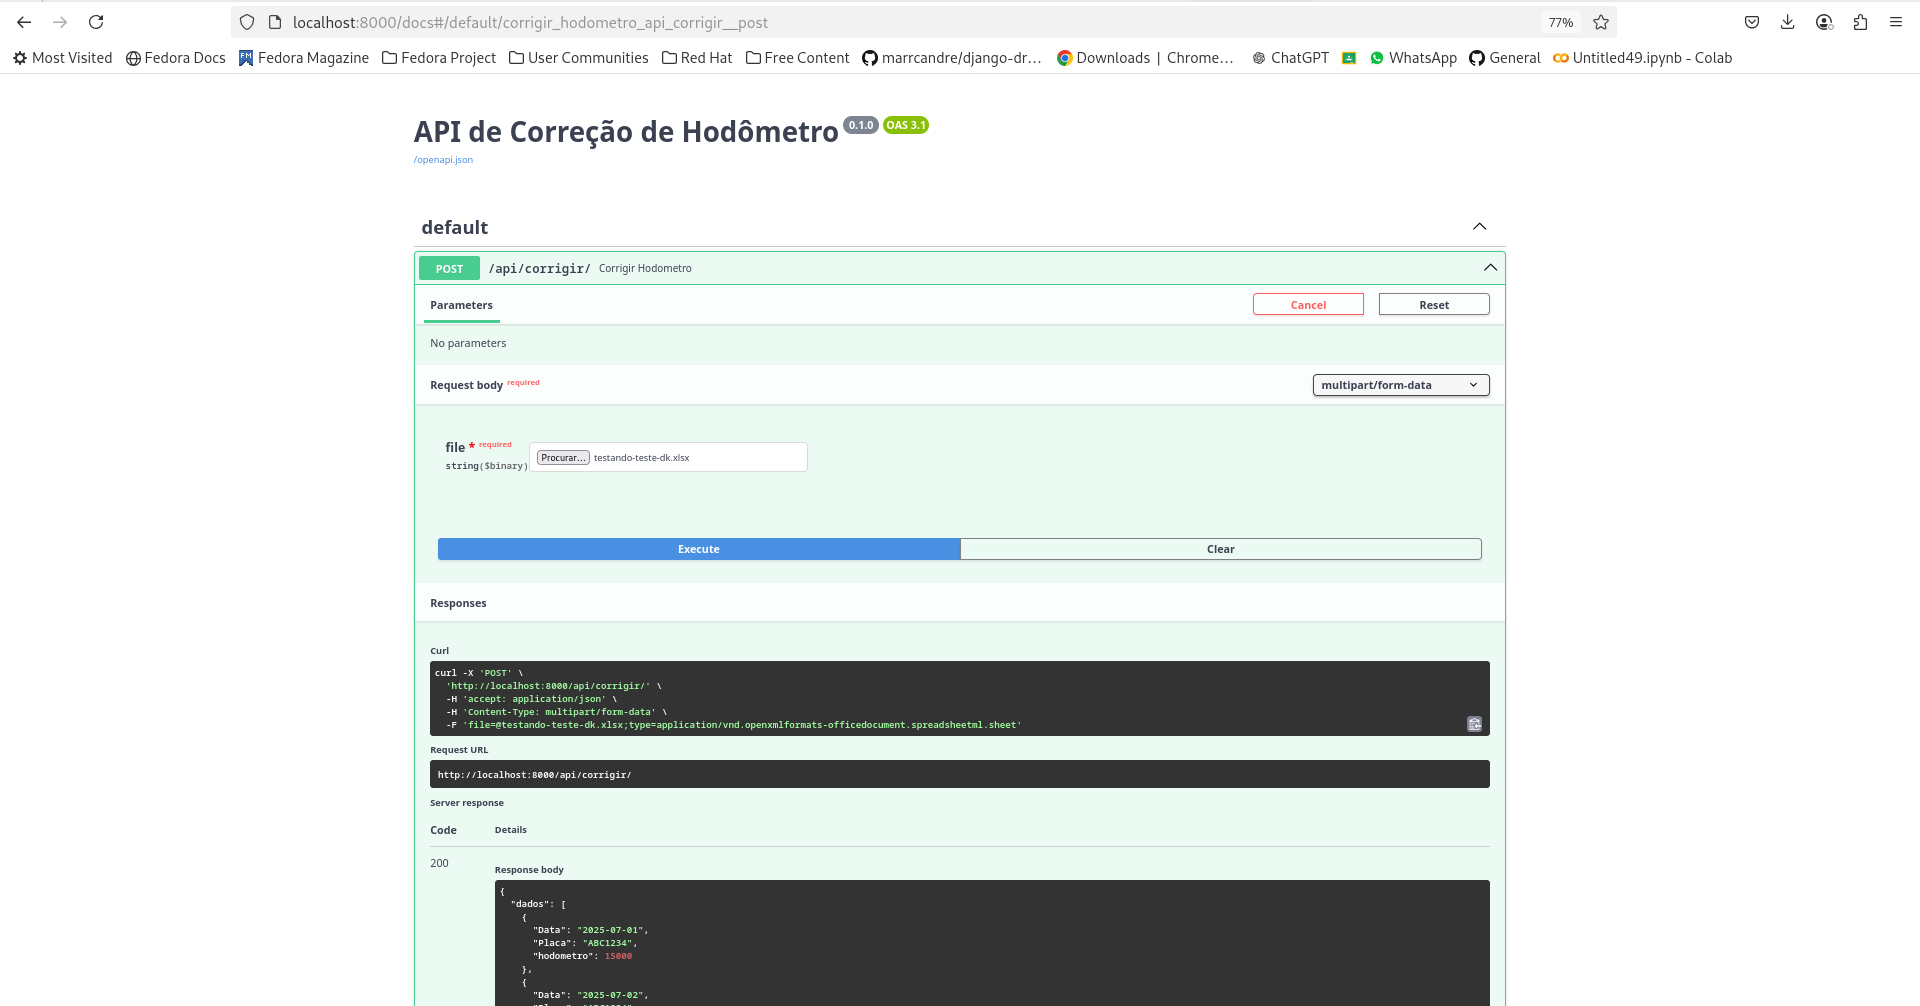 localhost:8000/docs#/default/corrigir_hodometro_api_corrigir__post 77%
Most Visited Fedora Docs Fedora Magazine Fedora Project User Communities Red Hat Free Content marrcandre/django-dr… Downloads | Chrome… ChatGPT WhatsApp General Untitled49.ipynb - Colab
API de Correção de Hodômetro 0.1.0 OAS 3.1
/openapi.json
default
POST /api/corrigir/ Corrigir Hodometro
Parameters Cancel Reset
No parameters
Request body required multipart/form-data
file * required
string($binary) Procurar… testando-teste-dk.xlsx
Execute Clear
Responses
Curl
curl -X 'POST' \
'http://localhost:8000/api/corrigir/' \
-H 'accept: application/json' \
-H 'Content-Type: multipart/form-data' \
-F 'file=@testando-teste-dk.xlsx;type=application/vnd.openxmlformats-officedocument.spreadsheetml.sheet'
Request URL
http://localhost:8000/api/corrigir/
Server response
Code Details
200
Response body
{
"dados": [
{
"Data": "2025-07-01",
"Placa": "ABC1234",
"hodometro": 15000
},
{
"Data": "2025-07-02",